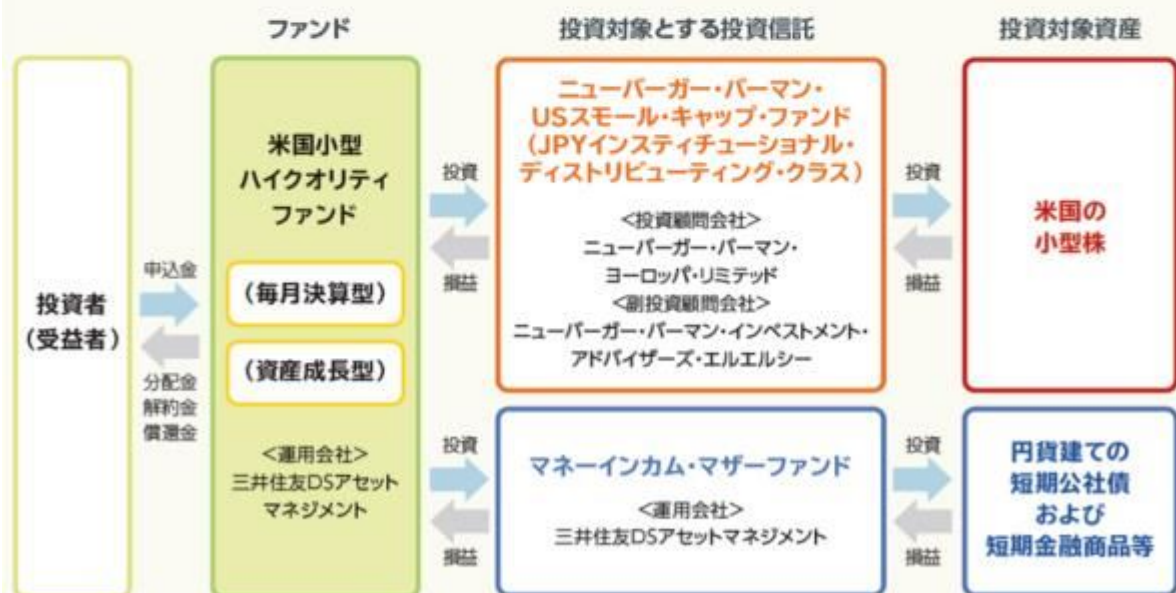 ファンド
投資対象とする投資信託
投資対象資産
投資者
(受益者)
申込金
分配金
解約金
償還金
米国小型
ハイクオリティ
ファンド
(毎月決算型)
(資産成長型)
<運用会社>
三井住友DSアセット
マネジメント
投資
損益
ニューバーガー・バーマン・
USスモール・キャップ・ファンド
(JPYインスティチューショナル・
ディストリビューティング・クラス)
<投資顧問会社>
ニューバーガー・バーマン・
ヨーロッパ・リミテッド
<副投資顧問会社>
ニューバーガー・バーマン・インベストメント・
アドバイザーズ・エルエルシー
投資
損益
米国の
小型株
投資
損益
マネーインカム・マザーファンド
<運用会社>
三井住友DSアセットマネジメント
投資
損益
円貨建ての
短期公社債
および
短期金融商品等